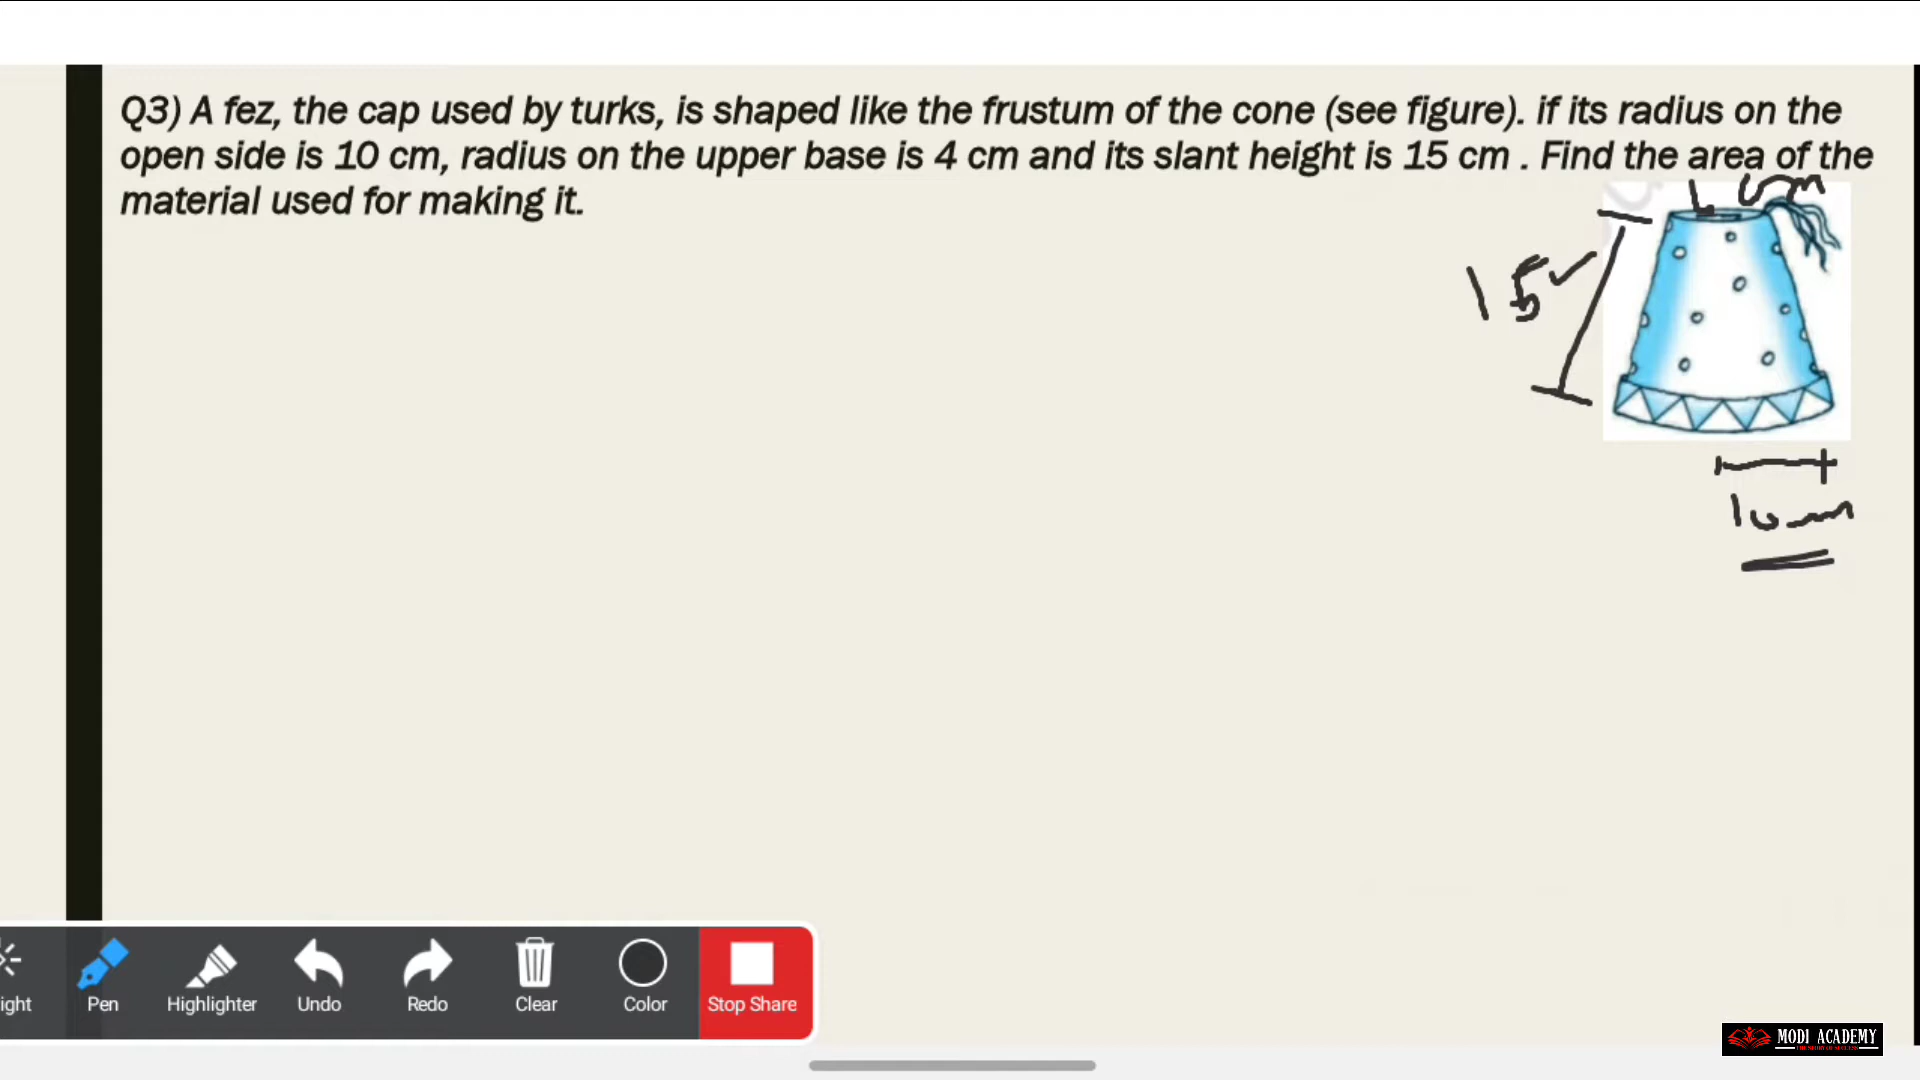 Q3) A fez, the cap used by turks, is shaped like the frustum of the cone (see figure). if its radius on the
open side is 10 cm, radius on the upper base is 4 cm and its slant height is 15 cm . Find the area of the
material used for making it.
15
ight
Pen
Highlighter
Undo
Redo
Clear
Color
Stop Share
MODI ACADEMY